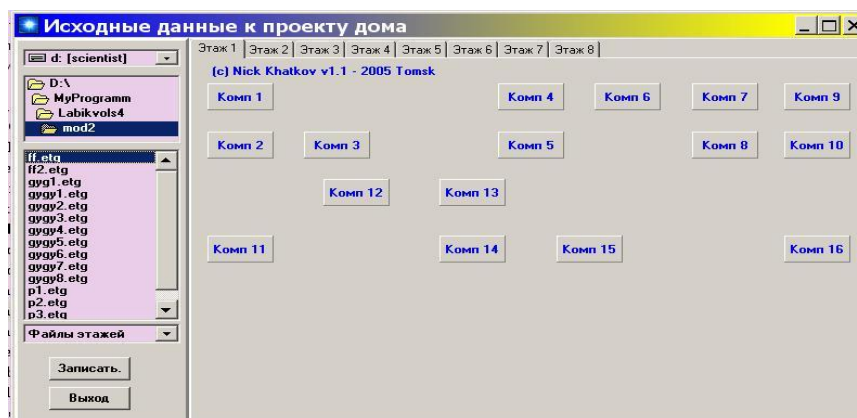 Исходные данные к проекту дома
d: [scientist]
D:\
MyProgramm
Labikvols4
mod2
ff.etg
ff2.etg
gyg1.etg
gygy1.etg
gygy2.etg
gygy3.etg
gygy4.etg
gygy5.etg
gygy6.etg
gygy7.etg
gygy8.etg
p1.etg
p2.etg
p3.etg
Файлы этажей
Записать.
Выход
Этаж 1 Этаж 2 Этаж 3 Этаж 4 Этаж 5 Этаж 6 Этаж 7 Этаж 8
(c) Nick Khatkov v1.1 - 2005 Tomsk
Комп 1 Комп 4 Комп 6 Комп 7 Комп 9
Комп 2 Комп 3 Комп 5 Комп 8 Комп 10
Комп 12 Комп 13
Комп 11 Комп 14 Комп 15 Комп 16